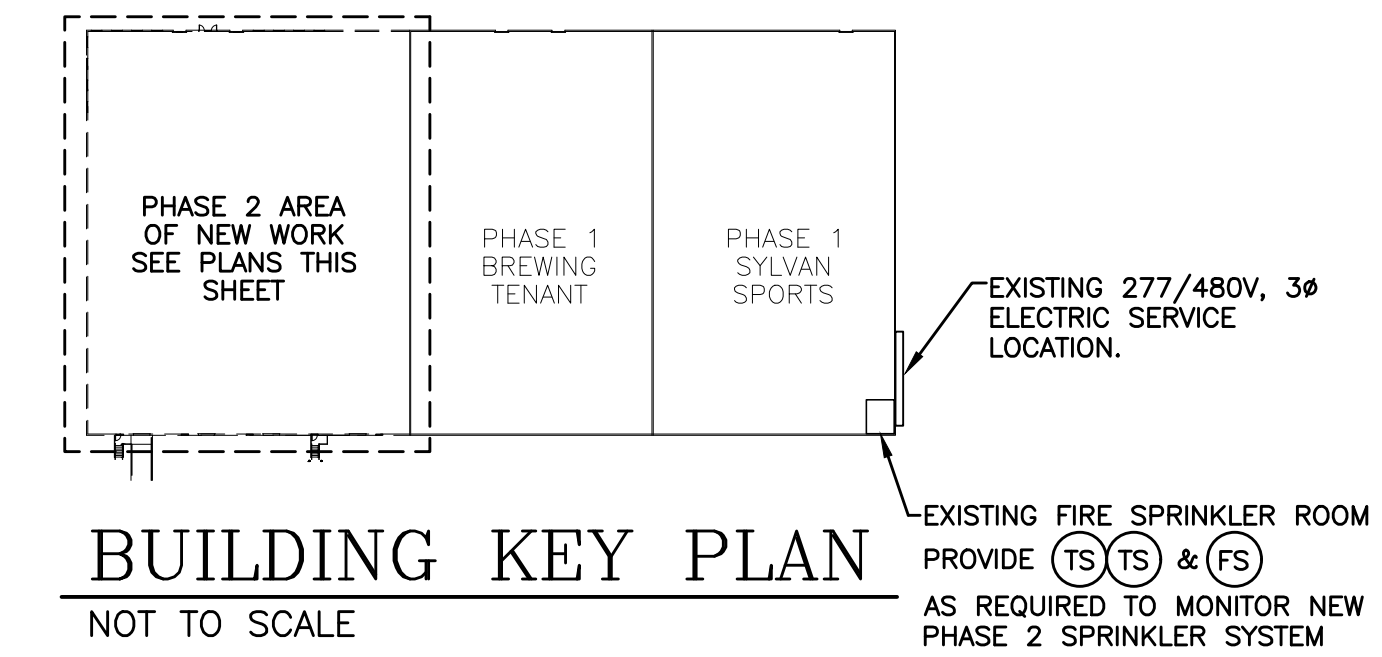 PHASE 2 AREA
OF NEW WORK
SEE PLANS THIS
SHEET
PHASE 1
BREWING
TENANT
PHASE 1
SYLVAN
SPORTS
EXISTING 277/480V, 3ø
ELECTRIC SERVICE
LOCATION.
EXISTING FIRE SPRINKLER ROOM
PROVIDE TS TS & FS
AS REQUIRED TO MONITOR NEW
PHASE 2 SPRINKLER SYSTEM
BUILDING KEY PLAN
NOT TO SCALE